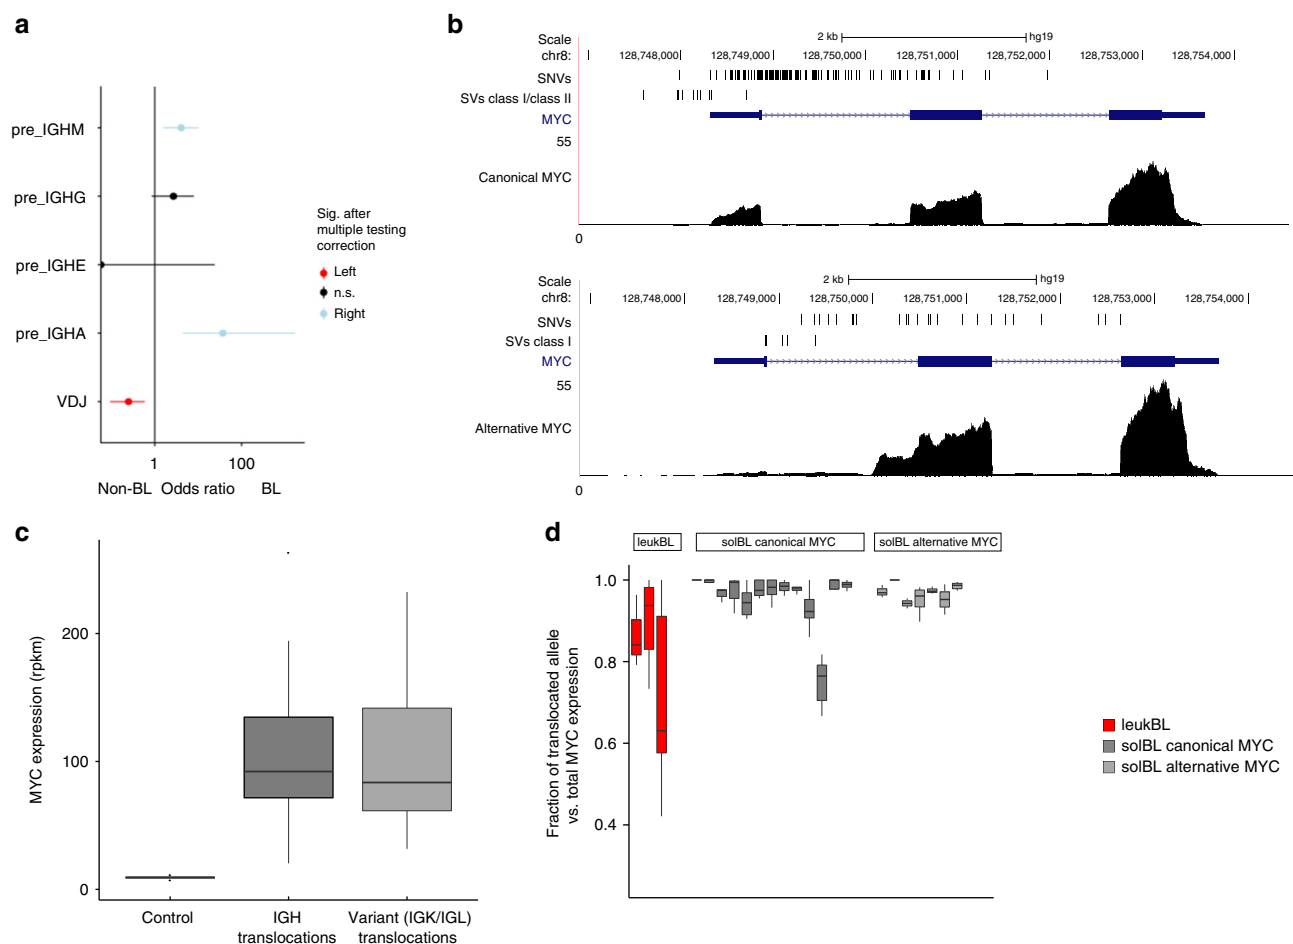 a
pre_IGHM
pre_IGHG
pre_IGHE
pre_IGHA
VDJ
1 100
Non-BL Odds ratio BL
Sig. after
multiple testing
correction
Left
n.s.
Right
b
Scale 2 kb hg19
chr8: 128,748,000 128,749,000 128,750,000 128,751,000 128,752,000 128,753,000 128,754,000
SNVs
SVs class I/class II
MYC
55
Canonical MYC
0
Scale 2 kb hg19
chr8: 128,748,000 128,749,000 128,750,000 128,751,000 128,752,000 128,753,000 128,754,000
SNVs
SVs class I
MYC
55
Alternative MYC
0
c
MYC expression (rpkm)
200
100
0
Control
IGH
translocations
Variant (IGK/IGL)
translocations
d
leukBL solBL canonical MYC solBL alternative MYC
Fraction of translocated allele
vs. total MYC expression
1.0
0.8
0.6
0.4
leukBL
solBL canonical MYC
solBL alternative MYC